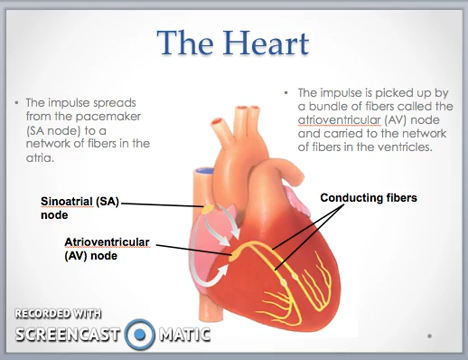 The Heart
• The impulse spreads
from the pacemaker
(SA node) to a
network of fibers in the
atria.
• The impulse is picked up by
a bundle of fibers called the
atrioventricular (AV) node
and carried to the network
of fibers in the ventricles.
Sinoatrial (SA)
node
Atrioventricular
(AV) node
Conducting fibers
RECORDED WITH
SCREENCAST MATIC